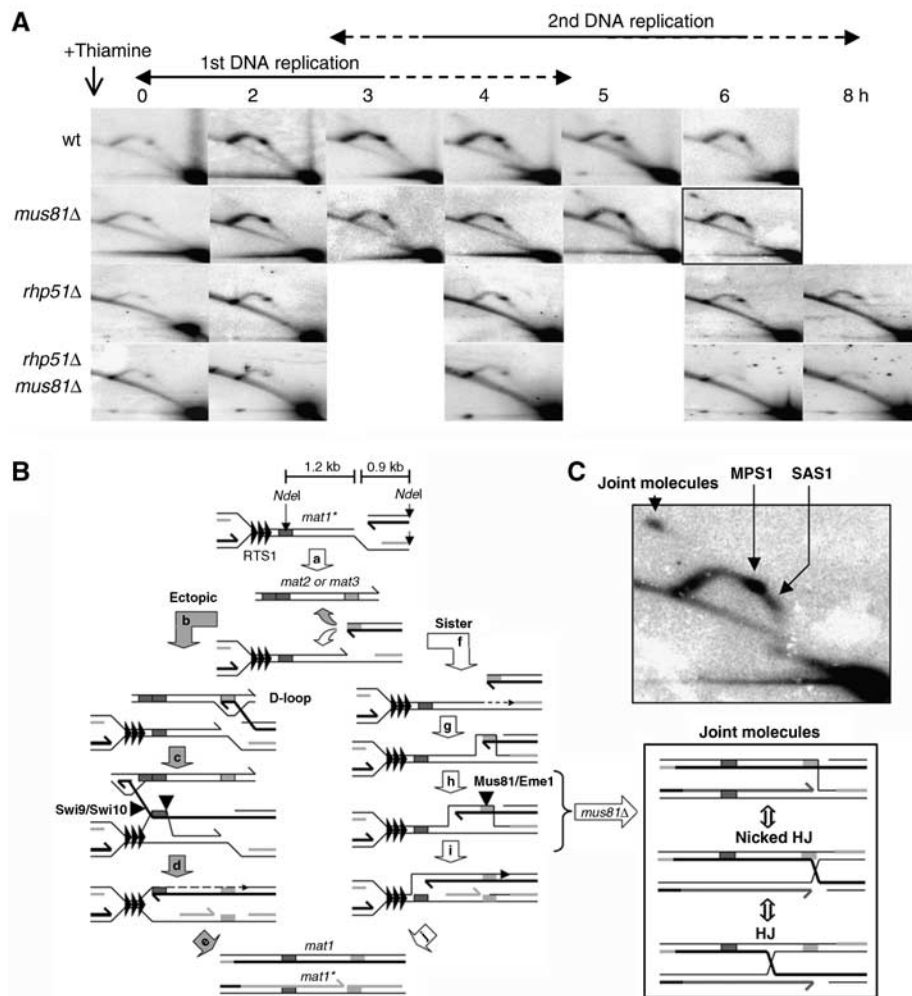 A
2nd DNA replication
+Thiamine
1st DNA replication
0 2 3 4 5 6 8 h
wt
mus81Δ
rhp51Δ
rhp51Δ
mus81Δ
B
1.2 kb 0.9 kb
NdeI NdeI
mat1*
RTS1
a
mat2 or mat3
Ectopic
b
Sister
f
D-loop
g
c
h Mus81/Eme1
Swi9/Swi10
mus81Δ
i
d
e
j
mat1
mat1*
C
MPS1 SAS1
Joint molecules
Joint molecules
Nicked HJ
HJ